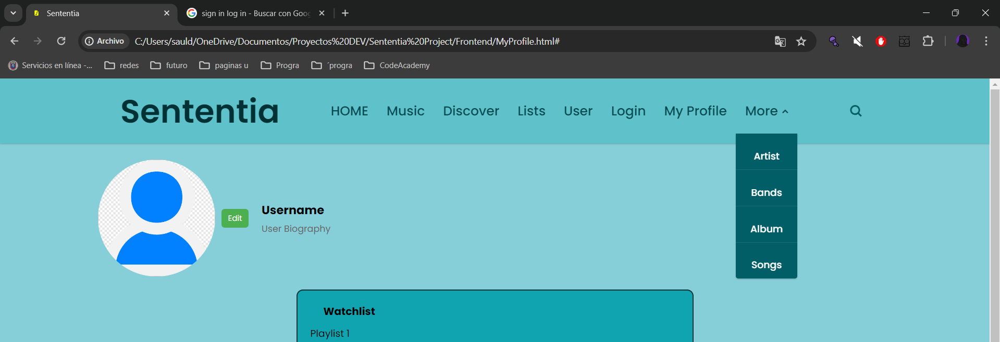 Sententia
sign in log in - Buscar con Goo
Archivo C:/Users/sauld/OneDrive/Documentos/Proyectos%20DEV/Sententia%20Project/Frontend/MyProfile.html#
Servicios en línea -... redes futuro paginas u Progra ´progra CodeAcademy
Sententia HOME Music Discover Lists User Login My Profile More
Artist
Bands
Album
Songs
Edit
Username
User Biography
Watchlist
Playlist 1